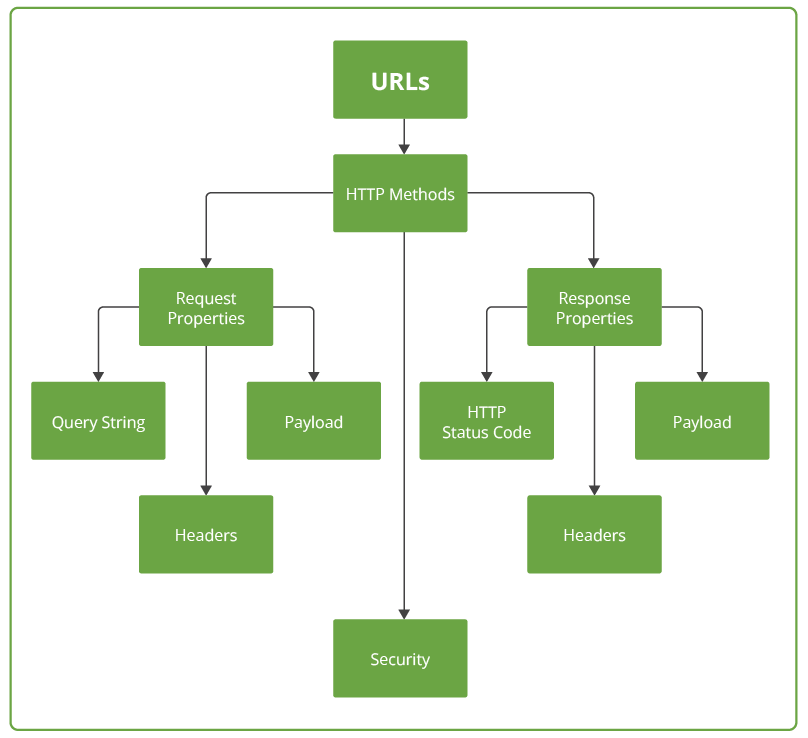 URLs
HTTP Methods
Request
Properties
Response
Properties
Query String
Payload
HTTP
Status Code
Payload
Headers
Headers
Security